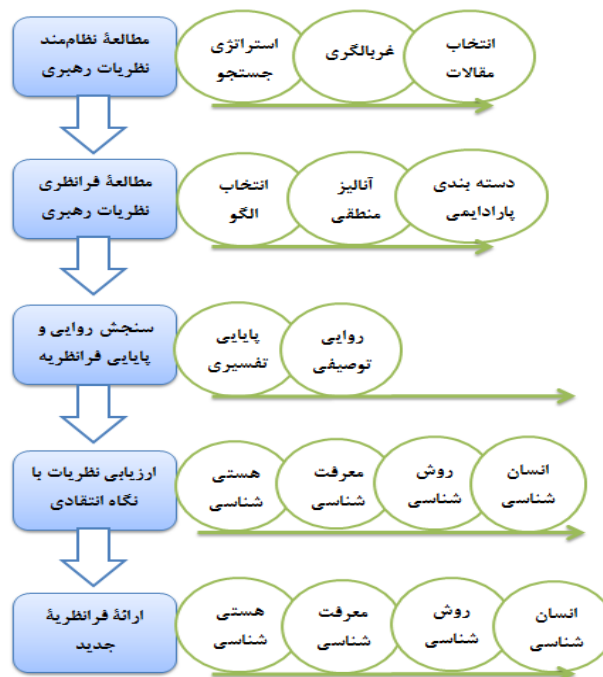 مطالعهٔ نظام‌مند
نظریات رهبری
استراتژی
جستجو
غربالگری
انتخاب
مقالات
مطالعهٔ فرانظری
نظریات رهبری
انتخاب
الگو
آنالیز
منطقی
دسته بندی
پارادایمی
سنجش روایی و
پایایی فرانظریه
پایایی
تفسیری
روایی
توصیفی
ارزیابی نظریات با
نگاه انتقادی
هستی
شناسی
معرفت
شناسی
روش
شناسی
انسان
شناسی
ارائهٔ فرانظریهٔ
جدید
هستی
شناسی
معرفت
شناسی
روش
شناسی
انسان
شناسی